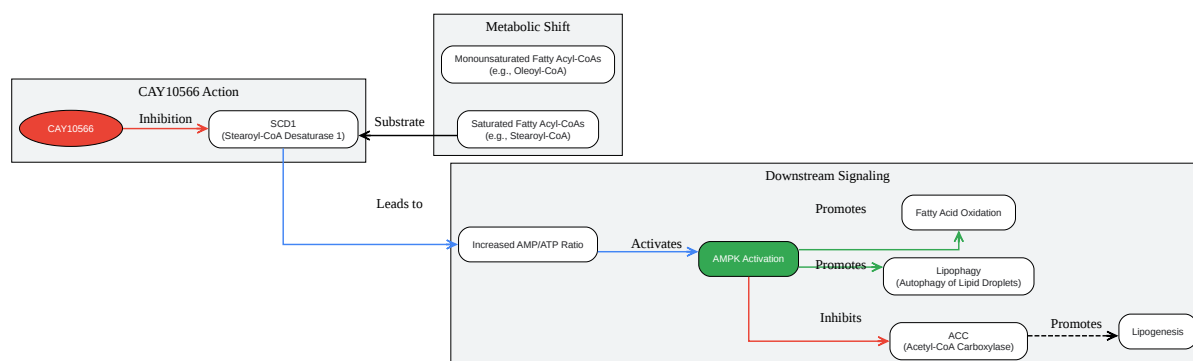 Metabolic Shift
Monounsaturated Fatty Acyl-CoAs
(e.g., Oleoyl-CoA)
CAY10566 Action
CAY10566
Inhibition
SCD1
(Stearoyl-CoA Desaturase 1)
Substrate
Saturated Fatty Acyl-CoAs
(e.g., Stearoyl-CoA)
Downstream Signaling
Leads to
Increased AMP/ATP Ratio
Activates
AMPK Activation
Promotes
Fatty Acid Oxidation
Promotes
Lipophagy
(Autophagy of Lipid Droplets)
Inhibits
ACC
(Acetyl-CoA Carboxylase)
Promotes
Lipogenesis